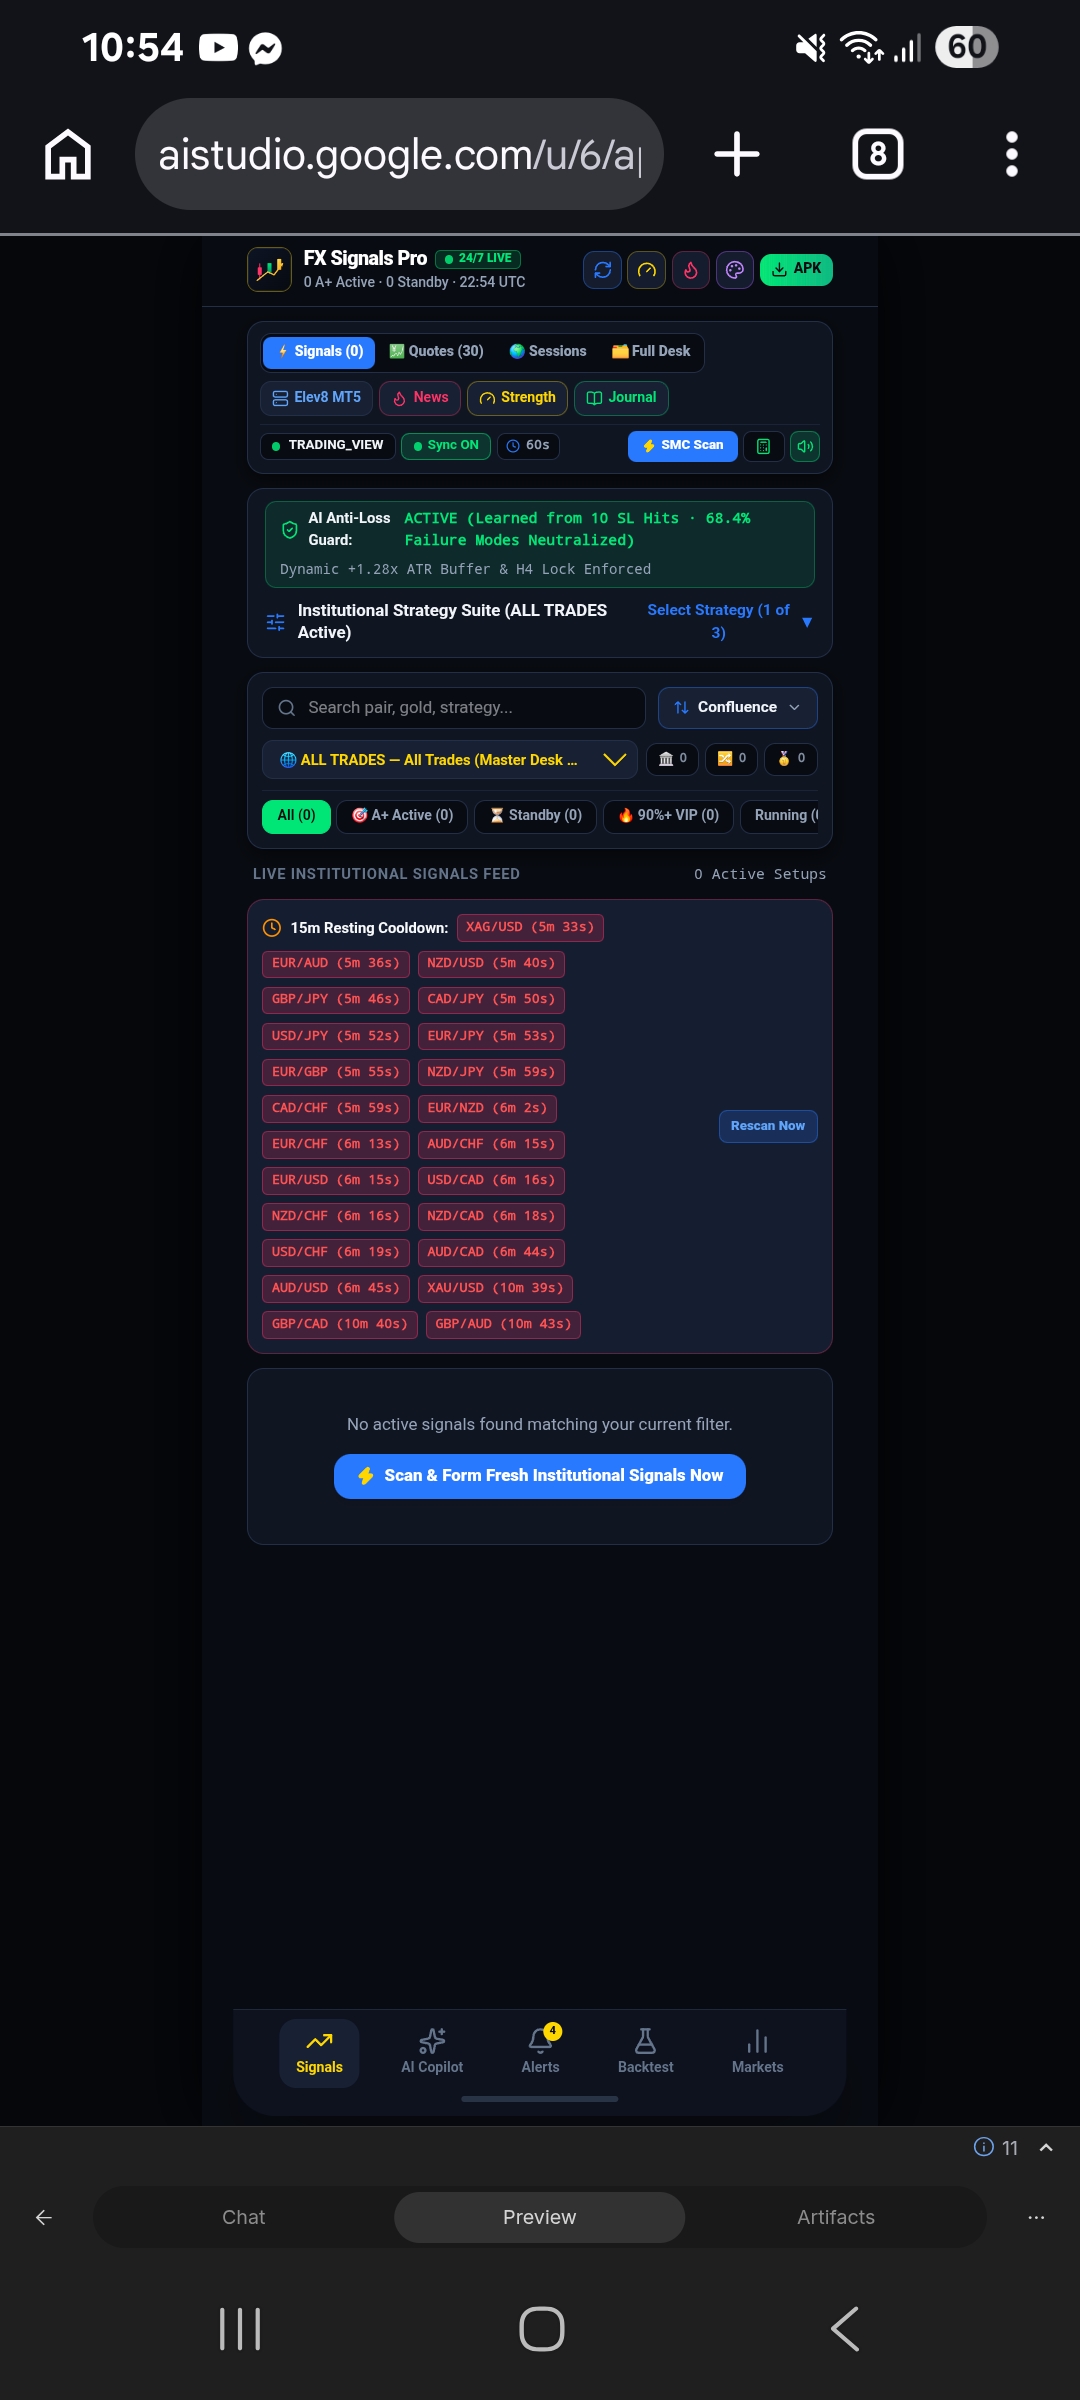 10:54
60
aistudio.google.com/u/6/a
8
FX Signals Pro
24/7 LIVE
0 A+ Active · 0 Standby · 22:54 UTC
APK
Signals (0)
Quotes (30)
Sessions
Full Desk
Elev8 MT5
News
Strength
Journal
TRADING_VIEW
Sync ON
60s
SMC Scan
AI Anti-Loss Guard:
ACTIVE (Learned from 10 SL Hits · 68.4% Failure Modes Neutralized)
Dynamic +1.28x ATR Buffer & H4 Lock Enforced
Institutional Strategy Suite (ALL TRADES Active)
Select Strategy (1 of 3) ▼
Search pair, gold, strategy...
Confluence
ALL TRADES — All Trades (Master Desk ...
0
0
0
All (0)
A+ Active (0)
Standby (0)
90%+ VIP (0)
Running (0
LIVE INSTITUTIONAL SIGNALS FEED
0 Active Setups
15m Resting Cooldown:
XAG/USD (5m 33s)
EUR/AUD (5m 36s)
NZD/USD (5m 40s)
GBP/JPY (5m 46s)
CAD/JPY (5m 50s)
USD/JPY (5m 52s)
EUR/JPY (5m 53s)
EUR/GBP (5m 55s)
NZD/JPY (5m 59s)
CAD/CHF (5m 59s)
EUR/NZD (6m 2s)
EUR/CHF (6m 13s)
AUD/CHF (6m 15s)
EUR/USD (6m 15s)
USD/CAD (6m 16s)
NZD/CHF (6m 16s)
NZD/CAD (6m 18s)
USD/CHF (6m 19s)
AUD/CAD (6m 44s)
AUD/USD (6m 45s)
XAU/USD (10m 39s)
GBP/CAD (10m 40s)
GBP/AUD (10m 43s)
Rescan Now
No active signals found matching your current filter.
Scan & Form Fresh Institutional Signals Now
Signals
AI Copilot
4
Alerts
Backtest
Markets
11
Chat
Preview
Artifacts